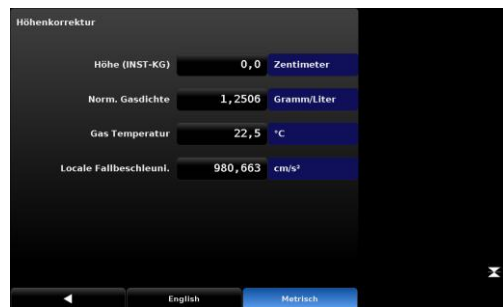 Höhenkorrektur
Höhe (INST-KG) 0,0 Zentimeter
Norm. Gasdichte 1,2506 Gramm/Liter
Gas Temperatur 22,5 °C
Locale Fallbeschleuni. 980,663 cm/s²
English Metrisch